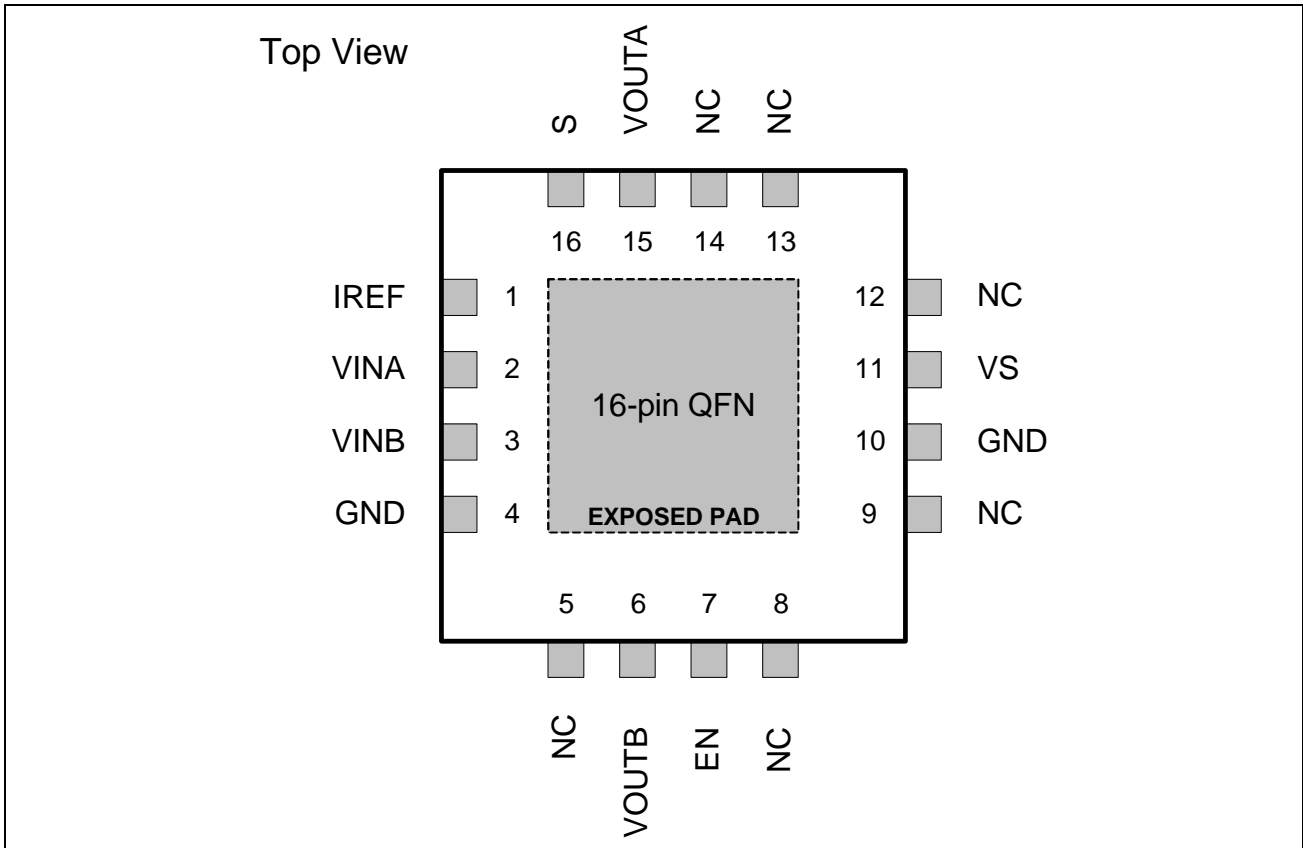 Top View
S
VOUTA
NC
NC
16
15
14
13
IREF
1
12
NC
VINA
2
11
VS
16-pin QFN
VINB
3
10
GND
GND
4
EXPOSED PAD
9
NC
5
6
7
8
NC
VOUTB
EN
NC